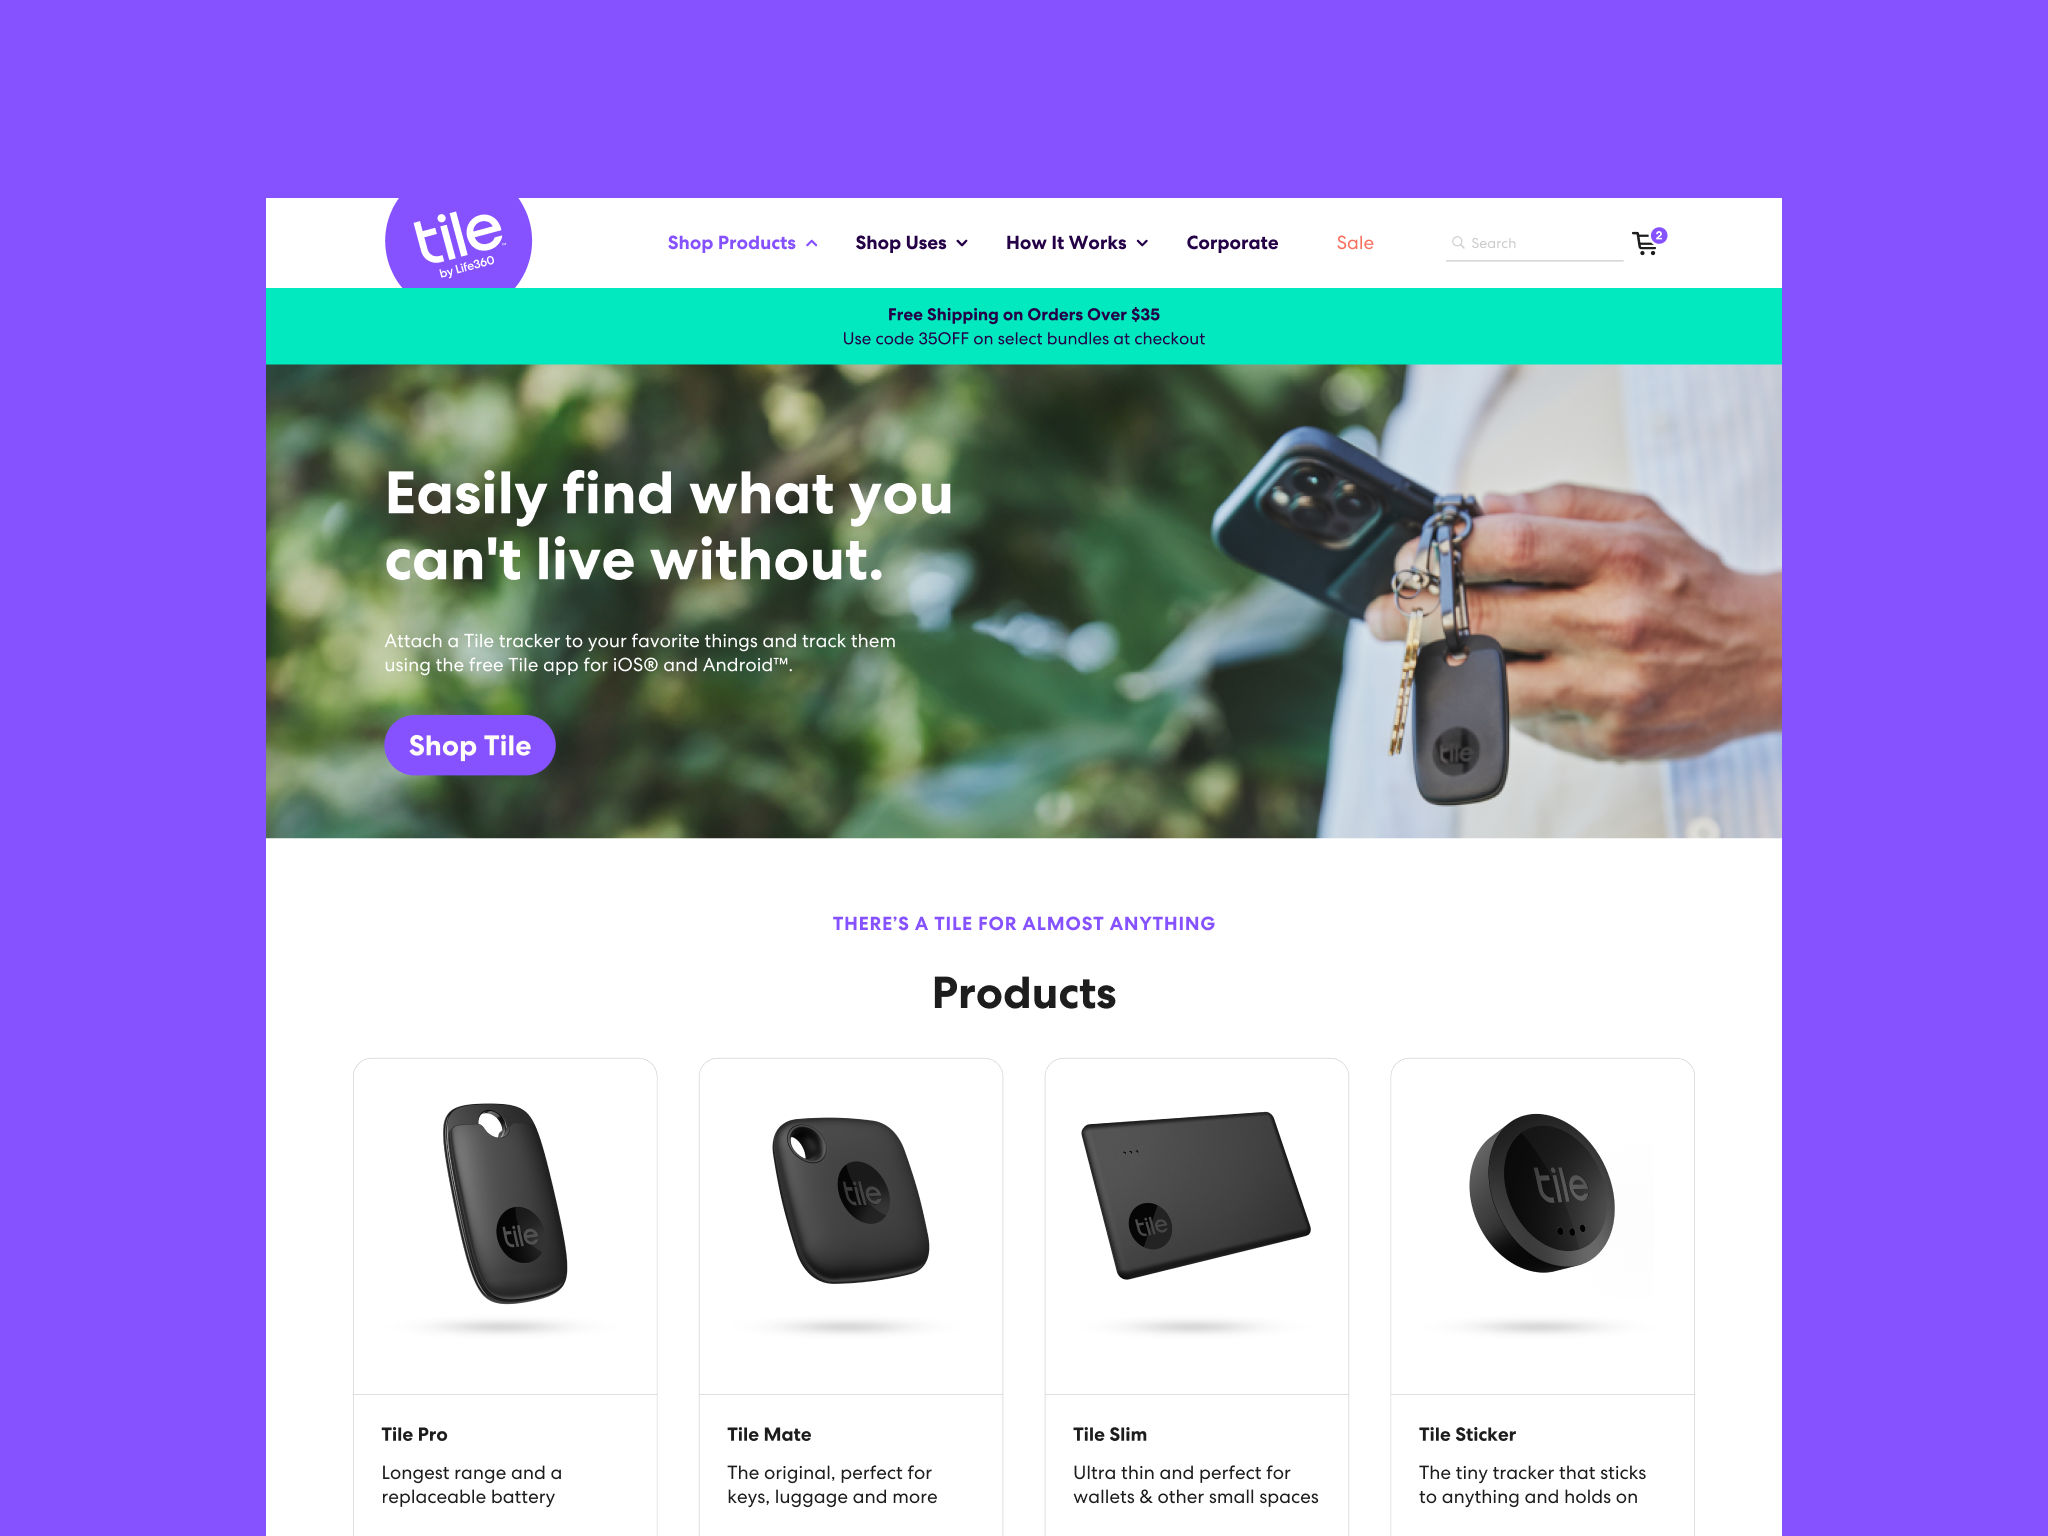 tile™
by Life360
Shop Products
Shop Uses
How It Works
Corporate
Sale
Search
2
Free Shipping on Orders Over $35
Use code 35OFF on select bundles at checkout
Easily find what you
can't live without.
Attach a Tile tracker to your favorite things and track them
using the free Tile app for iOS® and Android™.
Shop Tile
tile
THERE’S A TILE FOR ALMOST ANYTHING
Products
tile
tile
tile
tile
Tile Pro
Longest range and a
replaceable battery
Tile Mate
The original, perfect for
keys, luggage and more
Tile Slim
Ultra thin and perfect for
wallets & other small spaces
Tile Sticker
The tiny tracker that sticks
to anything and holds on